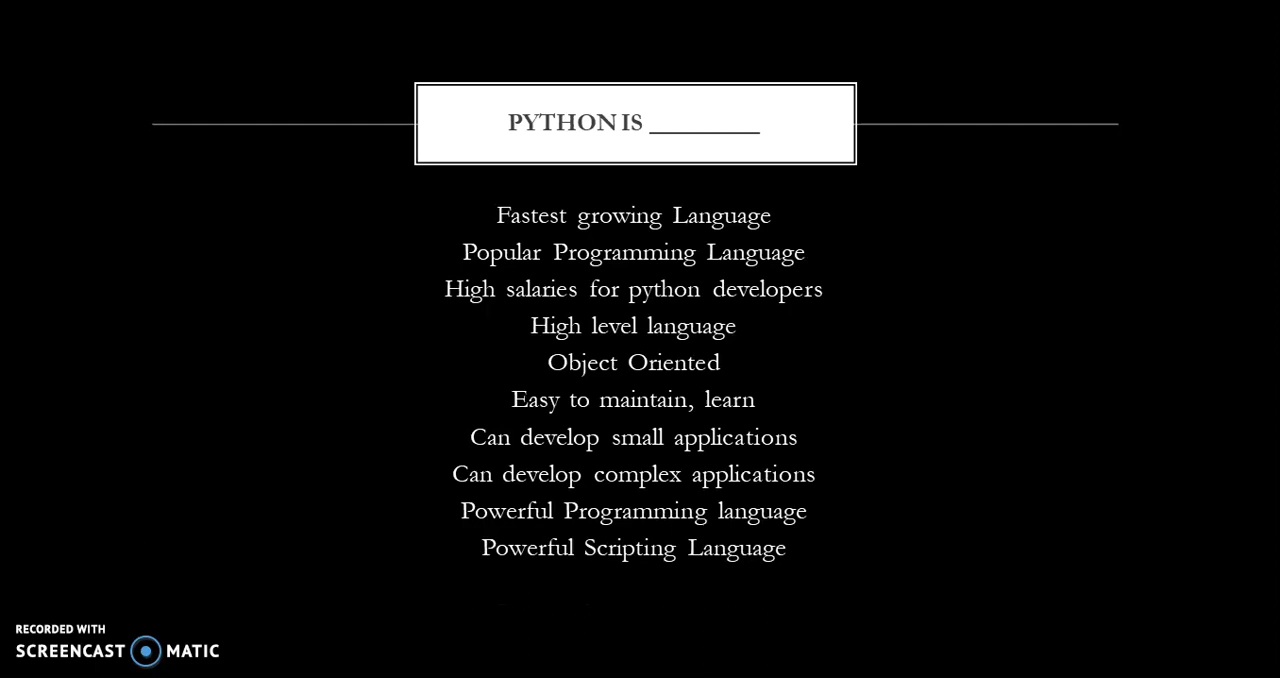 PYTHON IS ________
Fastest growing Language
Popular Programming Language
High salaries for python developers
High level language
Object Oriented
Easy to maintain, learn
Can develop small applications
Can develop complex applications
Powerful Programming language
Powerful Scripting Language
RECORDED WITH
SCREENCAST MATIC